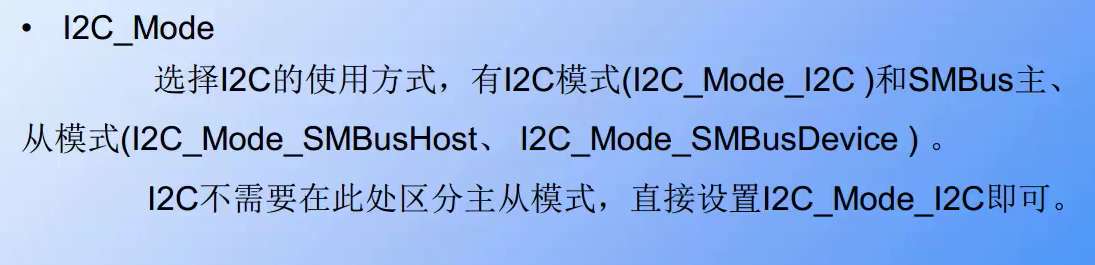 • I2C_Mode
选择I2C的使用方式，有I2C模式(I2C_Mode_I2C )和SMBus主、
从模式(I2C_Mode_SMBusHost、 I2C_Mode_SMBusDevice ) 。
I2C不需要在此处区分主从模式，直接设置I2C_Mode_I2C即可。